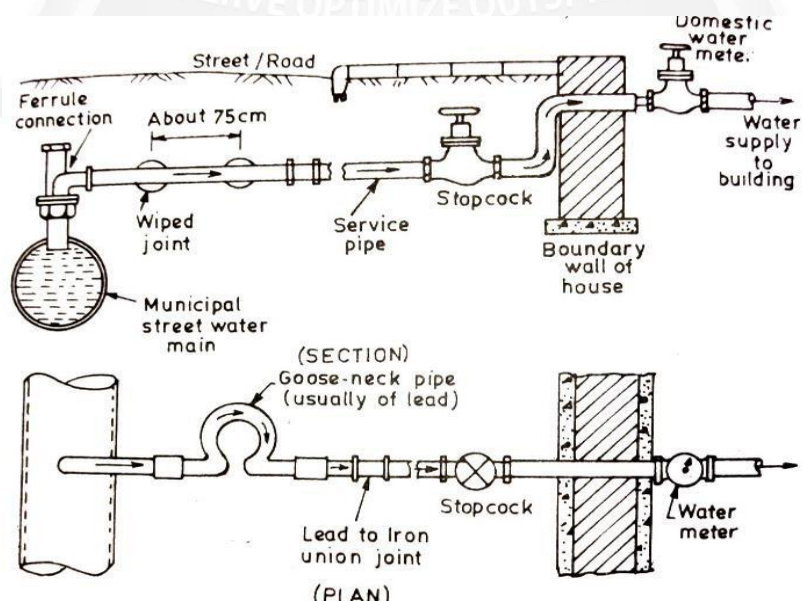 OPTIMIZE
Domestic
water
mete.
Street/Road
Ferrule
connection
About 75cm
Water
supply
to
building
Stopcock
Wiped
joint
Service
pipe
Boundary
wall of
house
Municipal
street water
main
(SECTION)
Goose-neck pipe
(usually of lead)
Stopcock
Water
meter
Lead to Iron
union joint
(PLAN)